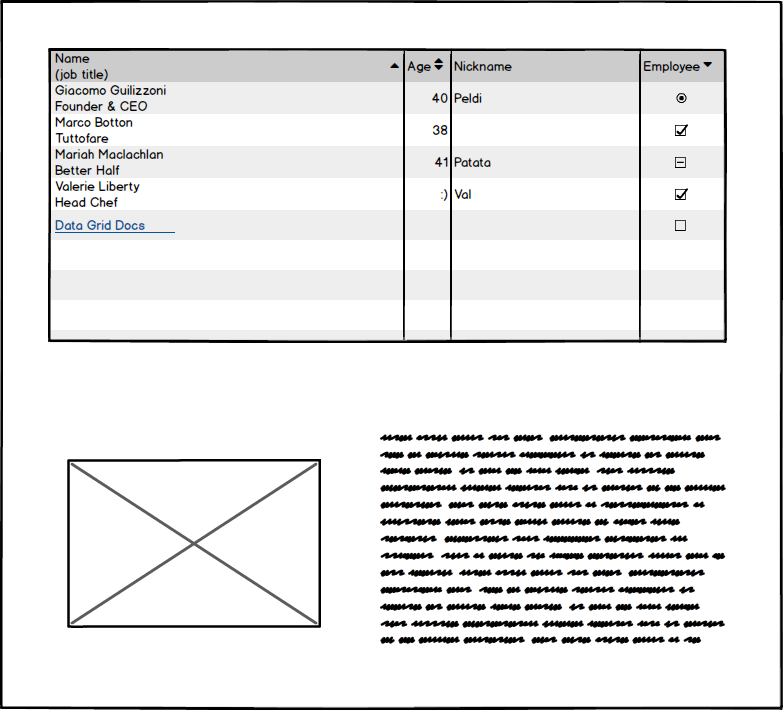 Name
(job title)
Age
Nickname
Employee
Giacomo Guilizzoni
Founder & CEO
40
Peldi
Marco Botton
Tuttofare
38
Mariah Maclachlan
Better Half
41
Patata
Valerie Liberty
Head Chef
:)
Val
Data Grid Docs